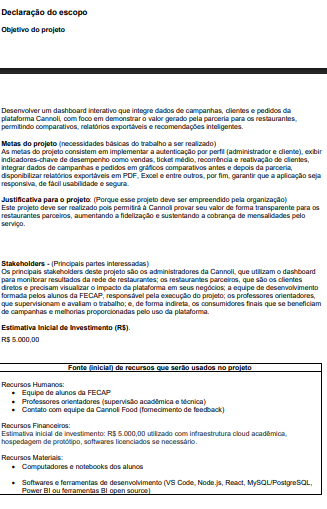 Declaração do escopo
Objetivo do projeto
Desenvolver um dashboard interativo que integre dados de campanhas, clientes e pedidos da
plataforma Cannoli, com foco em demonstrar o valor gerado pela parceria para os restaurantes,
permitindo comparativos, relatórios exportáveis e recomendações inteligentes.
Metas do projeto (necessidades básicas do trabalho a ser realizado)
As metas do projeto consistem em implementar a autenticação por perfil (administrador e cliente), exibir
indicadores-chave de desempenho como vendas, ticket médio, recorrência e reativação de clientes,
integrar dados de campanhas e pedidos em gráficos comparativos antes e depois da parceria,
disponibilizar relatórios exportáveis em PDF, Excel e entre outros, por fim, garantir que a aplicação seja
responsiva, de fácil usabilidade e segura.
Justificativa para o projeto: (Porque esse projeto deve ser empreendido pela organização)
Este projeto deve ser realizado pois permitirá à Cannoli provar seu valor de forma transparente para os
restaurantes parceiros, aumentando a fidelização e sustentando a cobrança de mensalidades pelo
serviço.
Stakeholders - (Principais partes interessadas)
Os principais stakeholders deste projeto são os administradores da Cannoli, que utilizam o dashboard
para monitorar resultados da rede de restaurantes; os restaurantes parceiros, que são os clientes
diretos e precisam visualizar o impacto da plataforma em seus negócios; a equipe de desenvolvimento
formada pelos alunos da FECAP, responsável pela execução do projeto; os professores orientadores,
que supervisionam e avaliam o trabalho; e, de forma indireta, os consumidores finais que se beneficiam
de campanhas e melhorias proporcionadas pelo uso da plataforma.
Estimativa Inicial de Investimento (R$).
R$ 5.000,00
Fonte (inicial) de recursos que serão usados no projeto
Recursos Humanos:
• Equipe de alunos da FECAP
• Professores orientadores (supervisão acadêmica e técnica)
• Contato com equipe da Cannoli Food (fornecimento de feedback)
Recursos Financeiros:
Estimativa inicial de investimento: R$ 5.000,00 utilizado com infraestrutura cloud acadêmica,
hospedagem de protótipo, softwares licenciados se necessário.
Recursos Materiais:
• Computadores e notebooks dos alunos
• Softwares e ferramentas de desenvolvimento (VS Code, Node.js, React, MySQL/PostgreSQL,
Power BI ou ferramentas BI open source)